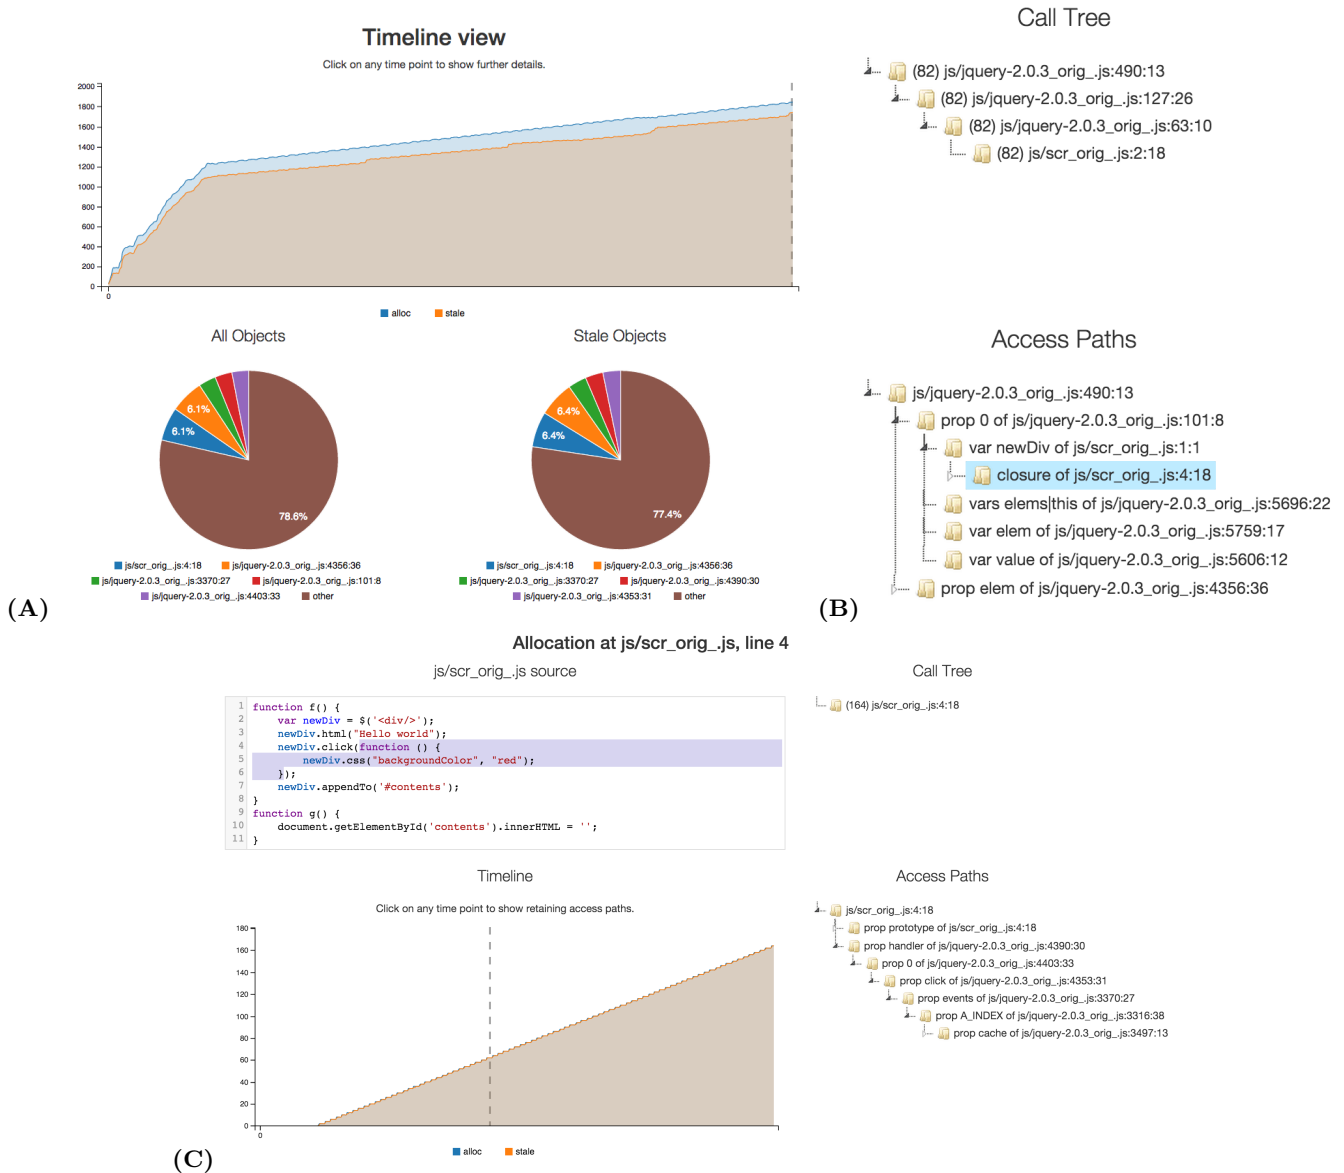 Timeline view
Click on any time point to show further details.
2000
1800
1600
1400
1200
1000
800
600
400
200
0
0
alloc stale
All Objects
6.1%
6.1%
78.6%
js/scr_orig_.js:4:18 js/jquery-2.0.3_orig_.js:4356:36
js/jquery-2.0.3_orig_.js:3370:27 js/jquery-2.0.3_orig_.js:101:8
js/jquery-2.0.3_orig_.js:4403:33 other
Stale Objects
6.4%
6.4%
77.4%
js/scr_orig_.js:4:18 js/jquery-2.0.3_orig_.js:4356:36
js/jquery-2.0.3_orig_.js:3370:27 js/jquery-2.0.3_orig_.js:4390:30
js/jquery-2.0.3_orig_.js:4353:31 other
(A)
Call Tree
(82) js/jquery-2.0.3_orig_.js:490:13
(82) js/jquery-2.0.3_orig_.js:127:26
(82) js/jquery-2.0.3_orig_.js:63:10
(82) js/scr_orig_.js:2:18
Access Paths
js/jquery-2.0.3_orig_.js:490:13
prop 0 of js/jquery-2.0.3_orig_.js:101:8
var newDiv of js/scr_orig_.js:1:1
closure of js/scr_orig_.js:4:18
vars elems|this of js/jquery-2.0.3_orig_.js:5696:22
var elem of js/jquery-2.0.3_orig_.js:5759:17
var value of js/jquery-2.0.3_orig_.js:5606:12
prop elem of js/jquery-2.0.3_orig_.js:4356:36
(B)
Allocation at js/scr_orig_.js, line 4
js/scr_orig_.js source
1 function f() {
2 var newDiv = $('<div/>');
3 newDiv.html("Hello world");
4 newDiv.click(function () {
5 newDiv.css("backgroundColor", "red");
6 });
7 newDiv.appendTo('#contents');
8 }
9 function g() {
10 document.getElementById('contents').innerHTML = '';
11 }
Call Tree
(164) js/scr_orig_.js:4:18
Timeline
Click on any time point to show retaining access paths.
180
160
140
120
100
80
60
40
20
0
0
alloc stale
Access Paths
js/scr_orig_.js:4:18
prop prototype of js/scr_orig_.js:4:18
prop handler of js/jquery-2.0.3_orig_.js:4390:30
prop 0 of js/jquery-2.0.3_orig_.js:4403:33
prop click of js/jquery-2.0.3_orig_.js:4353:31
prop events of js/jquery-2.0.3_orig_.js:3370:27
prop A_INDEX of js/jquery-2.0.3_orig_.js:3316:38
prop cache of js/jquery-2.0.3_orig_.js:3497:13
(C)